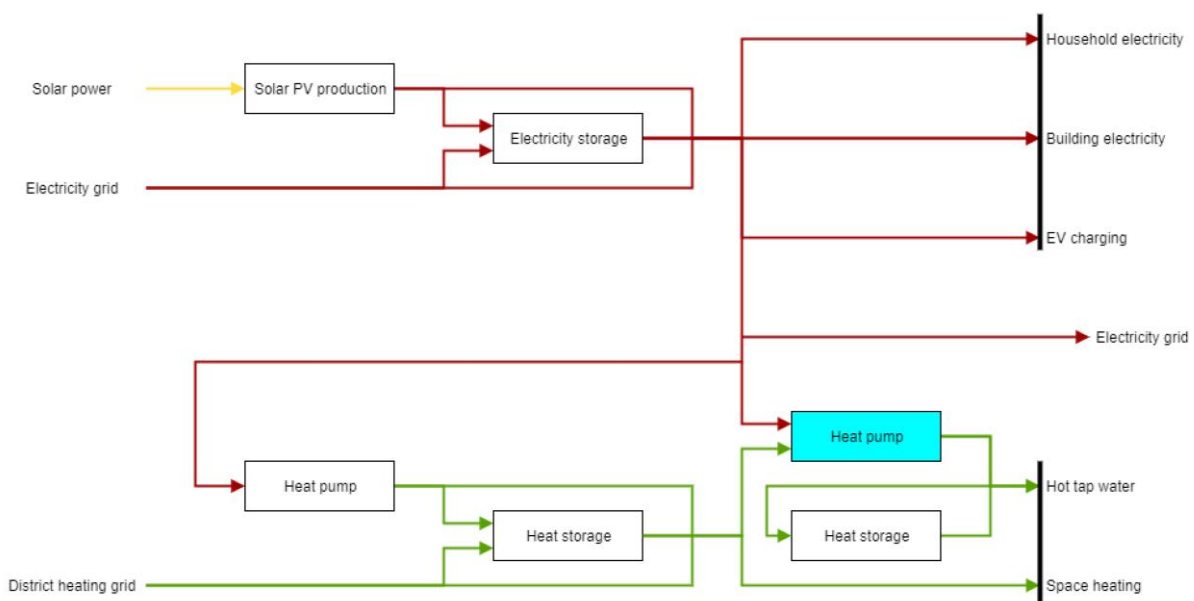 Household electricity
Solar power
Solar PV production
Electricity storage
Building electricity
Electricity grid
EV charging
Electricity grid
Heat pump
Heat pump
Hot tap water
Heat storage
Heat storage
District heating grid
Space heating